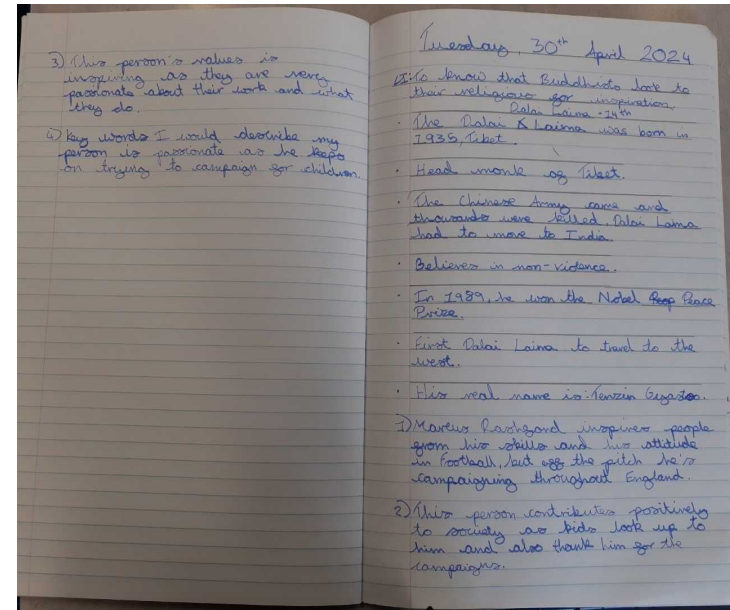 3) This person's values is
inspiring as they are very
passionate about their work and what
they do.
4) Key words I would describe my
person is passionate as he keeps
on trying to campaign for children.
Tuesday, 30th April 2024
LI: To know that Buddhists look to
their religious for inspiration.
Dalai Laima - 14th
· The Dalai Laima was born in
1935, Tibet.
· Head monk of Tibet.
· The Chinese Army came and
thousands were killed. Dalai Lama
had to move to India.
· Believes in non-violence.
· In 1989, he won the Nobel Peace
Prize.
· First Dalai Laima to travel to the
west.
· His real name is: Tenzin
1) Marcus Rashford inspires people
from his skills and his attitude
in Football, but off the pitch he's
campaigning throughout England.
2) This person contributes positively
to society as kids look up to
him and also thank him for the
campaigns.